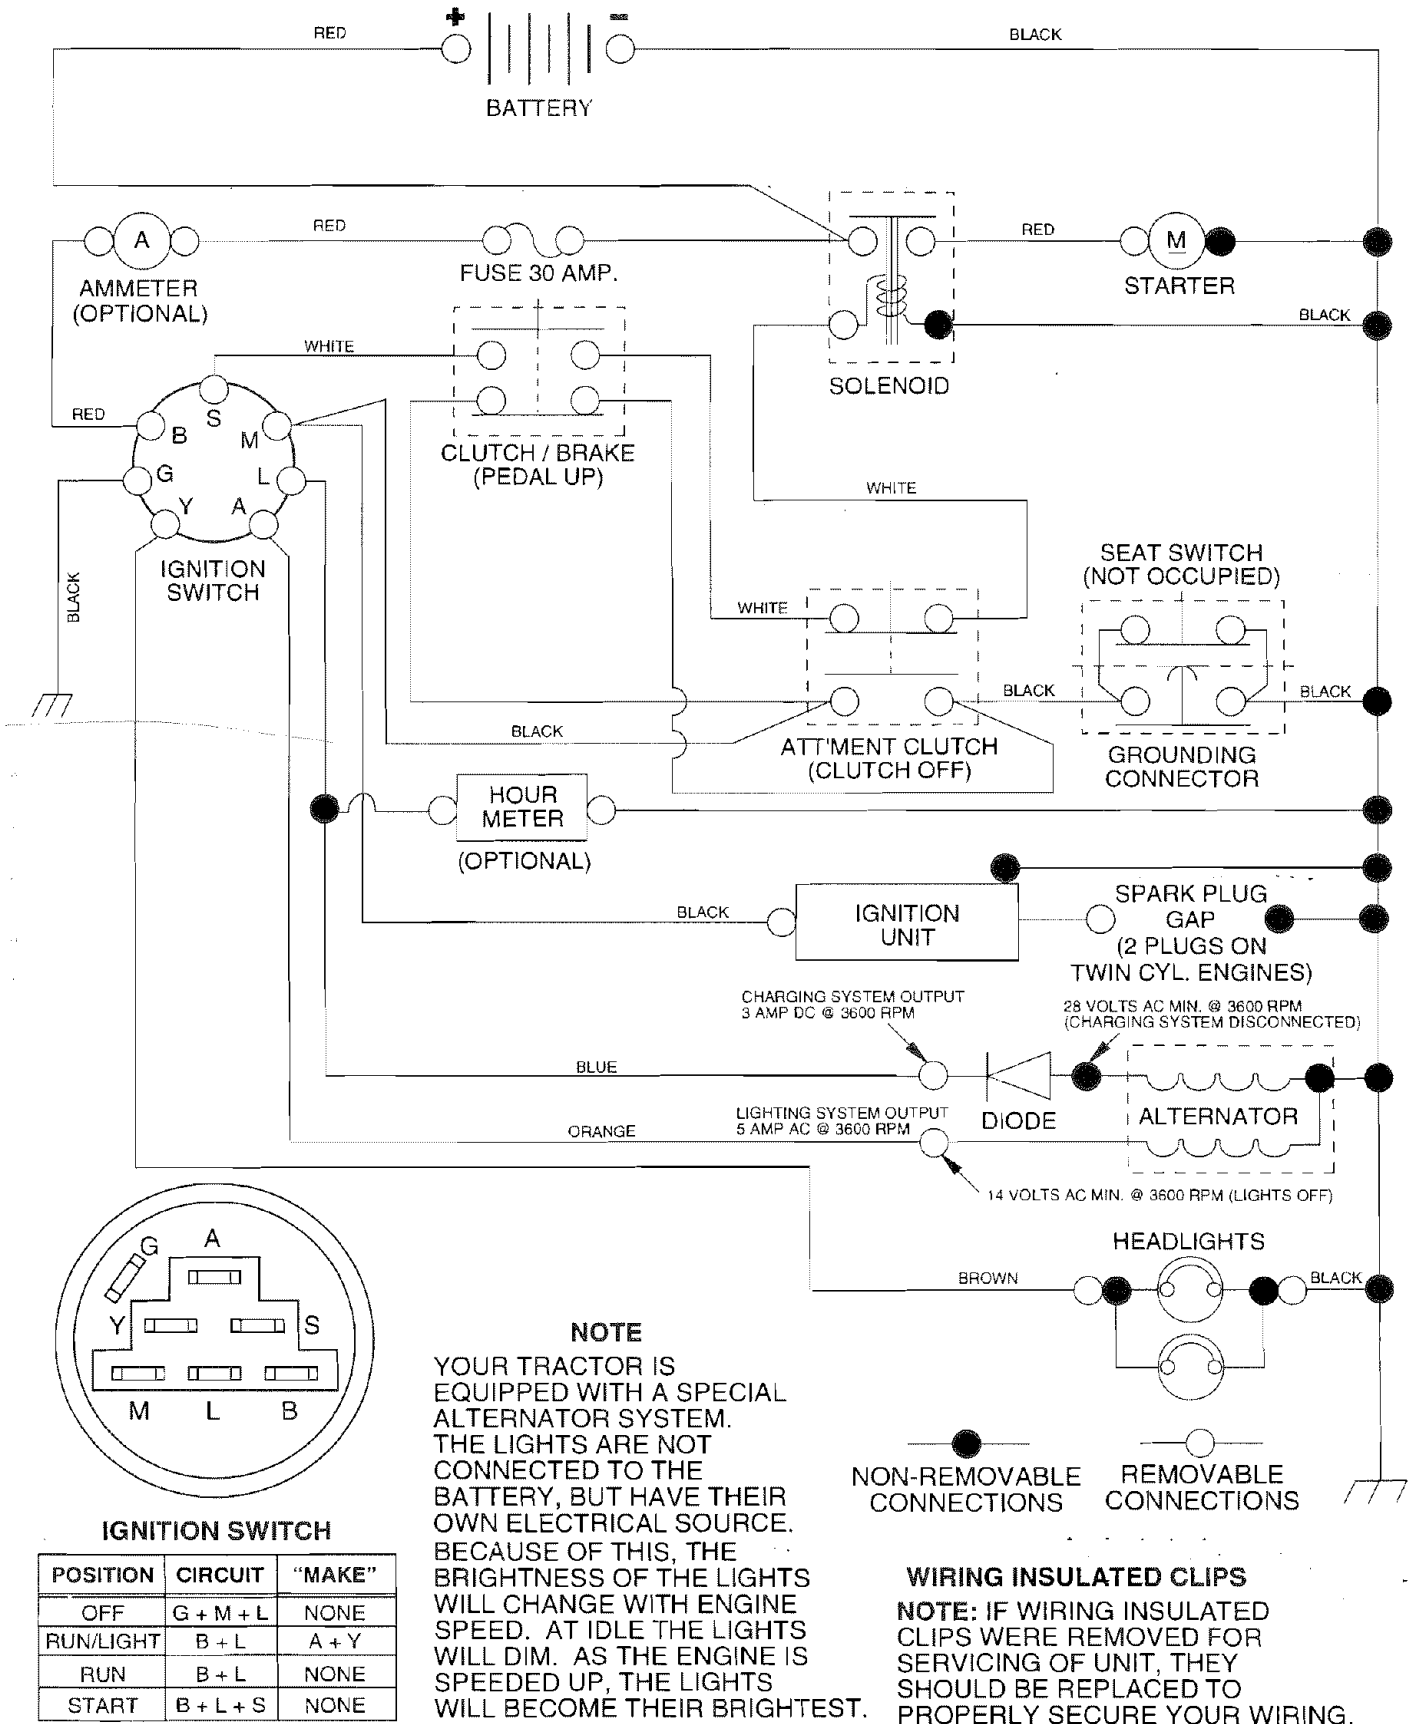 + −
RED
BLACK
BATTERY
A
RED
RED
M
AMMETER
(OPTIONAL)
FUSE 30 AMP.
STARTER
BLACK
WHITE
SOLENOID
RED
S
B
M
G
L
Y
A
CLUTCH / BRAKE
(PEDAL UP)
WHITE
IGNITION
SWITCH
BLACK
SEAT SWITCH
(NOT OCCUPIED)
WHITE
BLACK
BLACK
BLACK
ATT'MENT CLUTCH
(CLUTCH OFF)
GROUNDING
CONNECTOR
HOUR
METER
(OPTIONAL)
BLACK
IGNITION
UNIT
SPARK PLUG
GAP
(2 PLUGS ON
TWIN CYL. ENGINES)
CHARGING SYSTEM OUTPUT
3 AMP DC @ 3600 RPM
28 VOLTS AC MIN. @ 3600 RPM
(CHARGING SYSTEM DISCONNECTED)
BLUE
DIODE
ALTERNATOR
LIGHTING SYSTEM OUTPUT
5 AMP AC @ 3600 RPM
ORANGE
14 VOLTS AC MIN. @ 3600 RPM (LIGHTS OFF)
HEADLIGHTS
BROWN
BLACK
G
A
Y
S
M L B
NOTE
YOUR TRACTOR IS
EQUIPPED WITH A SPECIAL
ALTERNATOR SYSTEM.
THE LIGHTS ARE NOT
CONNECTED TO THE
BATTERY, BUT HAVE THEIR
OWN ELECTRICAL SOURCE.
BECAUSE OF THIS, THE
BRIGHTNESS OF THE LIGHTS
WILL CHANGE WITH ENGINE
SPEED. AT IDLE THE LIGHTS
WILL DIM. AS THE ENGINE IS
SPEEDED UP, THE LIGHTS
WILL BECOME THEIR BRIGHTEST.
NON-REMOVABLE
CONNECTIONS
REMOVABLE
CONNECTIONS
IGNITION SWITCH
POSITION CIRCUIT "MAKE"
OFF G + M + L NONE
RUN/LIGHT B + L A + Y
RUN B + L NONE
START B + L + S NONE
WIRING INSULATED CLIPS
NOTE: IF WIRING INSULATED
CLIPS WERE REMOVED FOR
SERVICING OF UNIT, THEY
SHOULD BE REPLACED TO
PROPERLY SECURE YOUR WIRING.